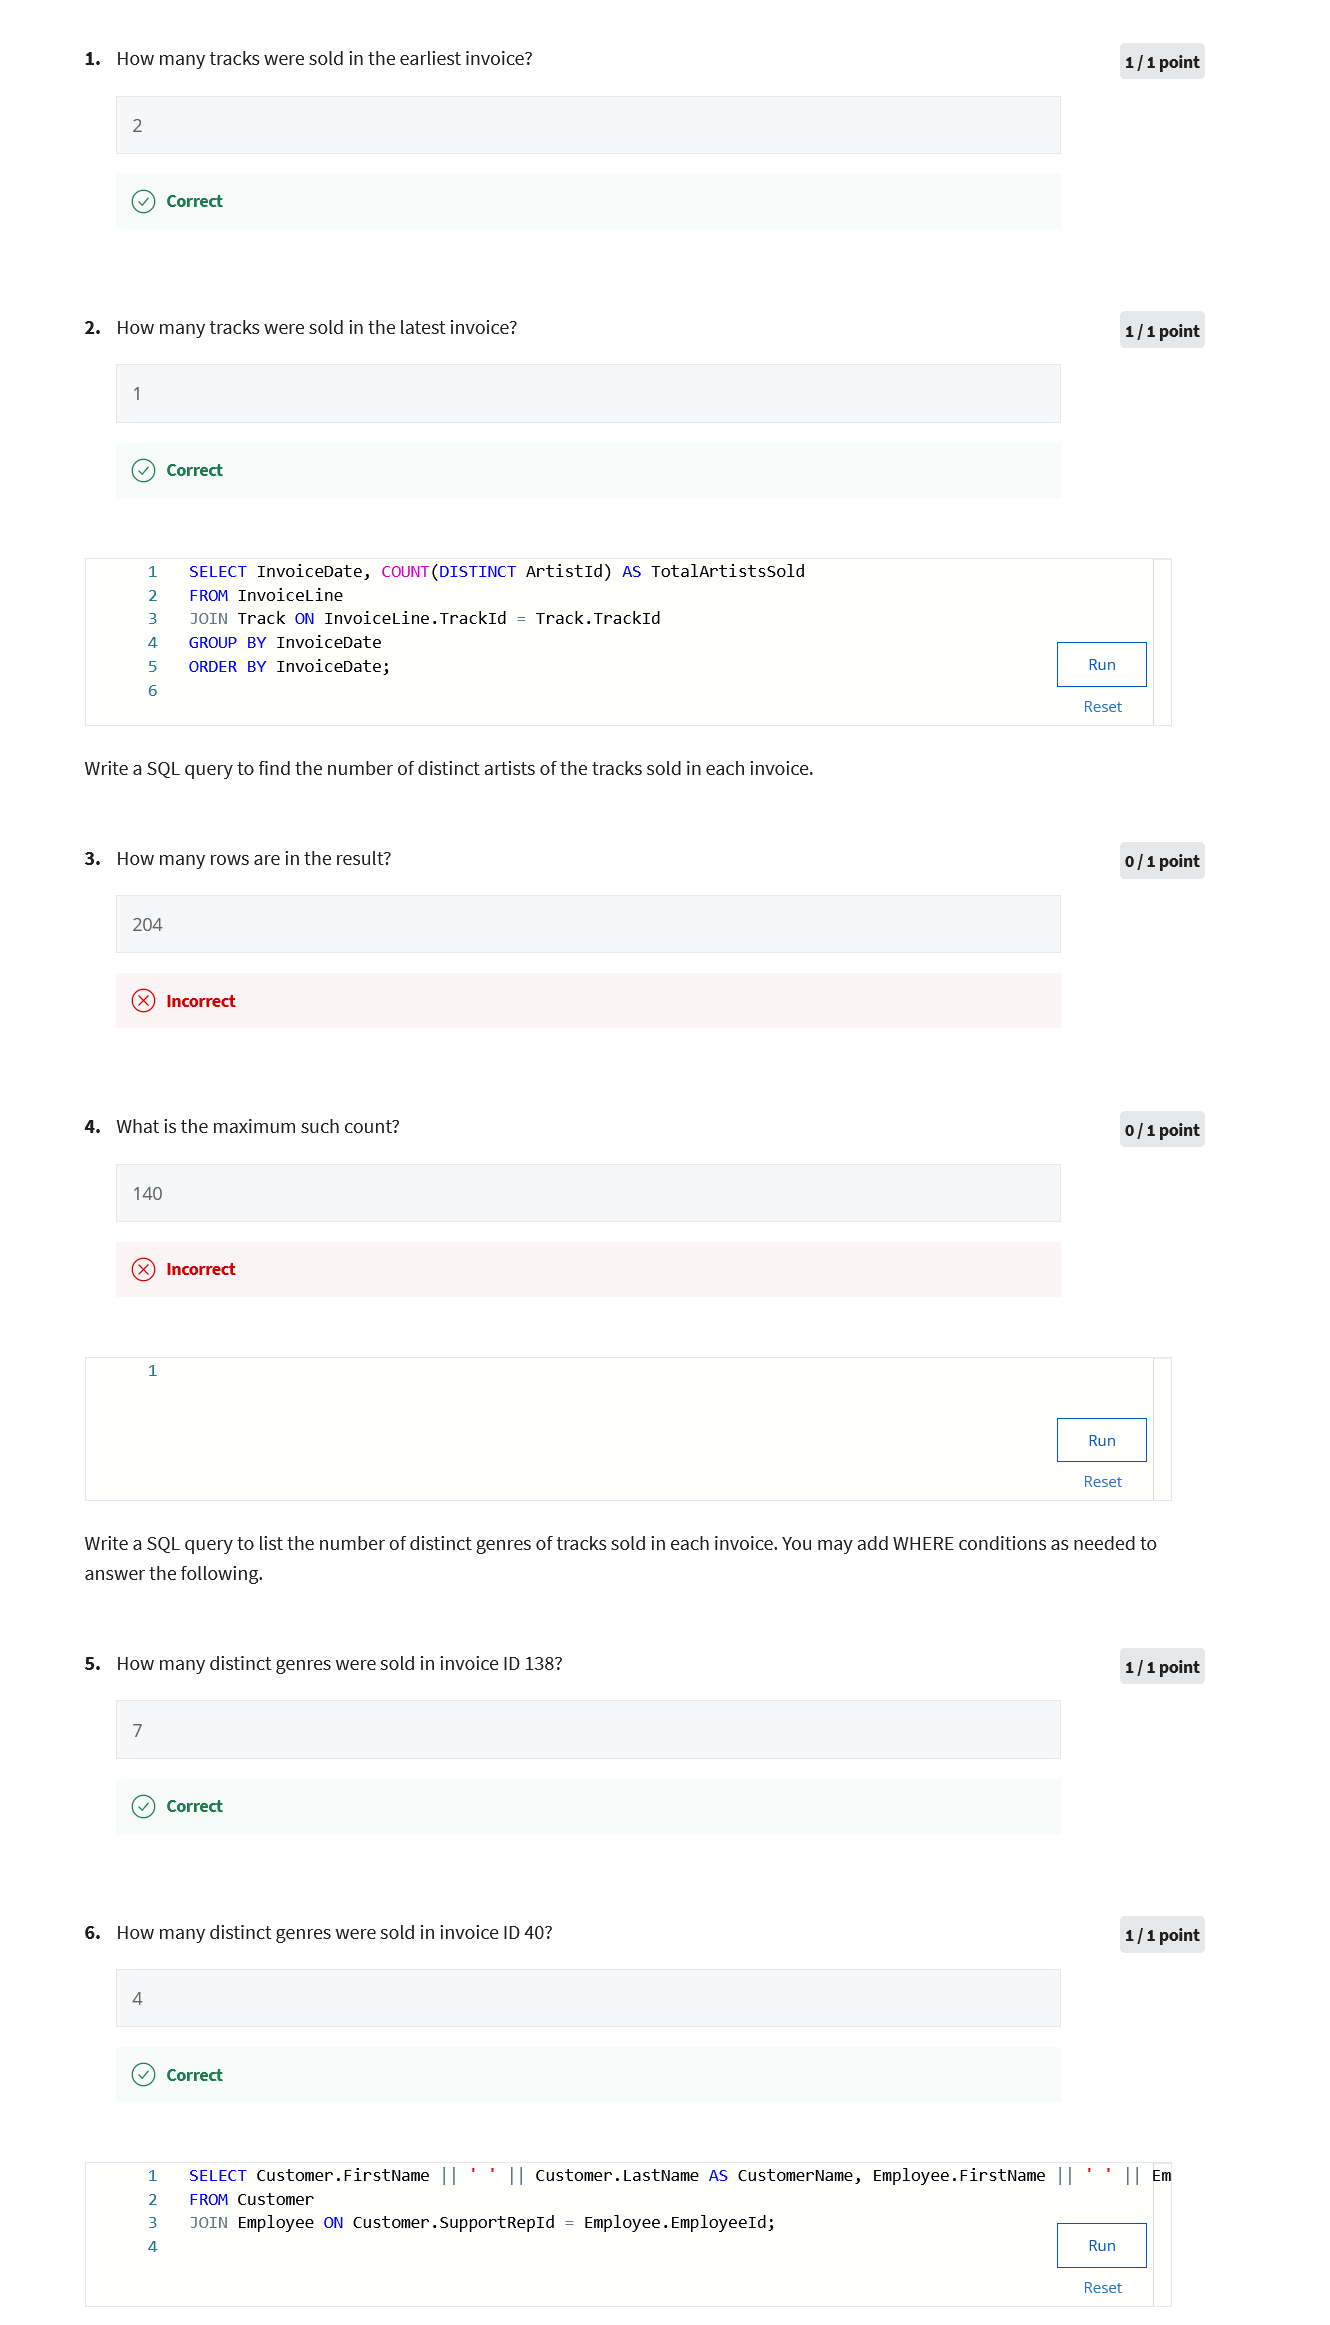 1. How many tracks were sold in the earliest invoice?
1 / 1 point
2
Correct
2. How many tracks were sold in the latest invoice?
1 / 1 point
1
Correct
1 SELECT InvoiceDate, COUNT(DISTINCT ArtistId) AS TotalArtistsSold
2 FROM InvoiceLine
3 JOIN Track ON InvoiceLine.TrackId = Track.TrackId
4 GROUP BY InvoiceDate
5 ORDER BY InvoiceDate;
6
Run
Reset
Write a SQL query to find the number of distinct artists of the tracks sold in each invoice.
3. How many rows are in the result?
0 / 1 point
204
Incorrect
4. What is the maximum such count?
0 / 1 point
140
Incorrect
1
Run
Reset
Write a SQL query to list the number of distinct genres of tracks sold in each invoice. You may add WHERE conditions as needed to
answer the following.
5. How many distinct genres were sold in invoice ID 138?
1 / 1 point
7
Correct
6. How many distinct genres were sold in invoice ID 40?
1 / 1 point
4
Correct
1 SELECT Customer.FirstName || ' ' || Customer.LastName AS CustomerName, Employee.FirstName || ' ' || Em
2 FROM Customer
3 JOIN Employee ON Customer.SupportRepId = Employee.EmployeeId;
4
Run
Reset